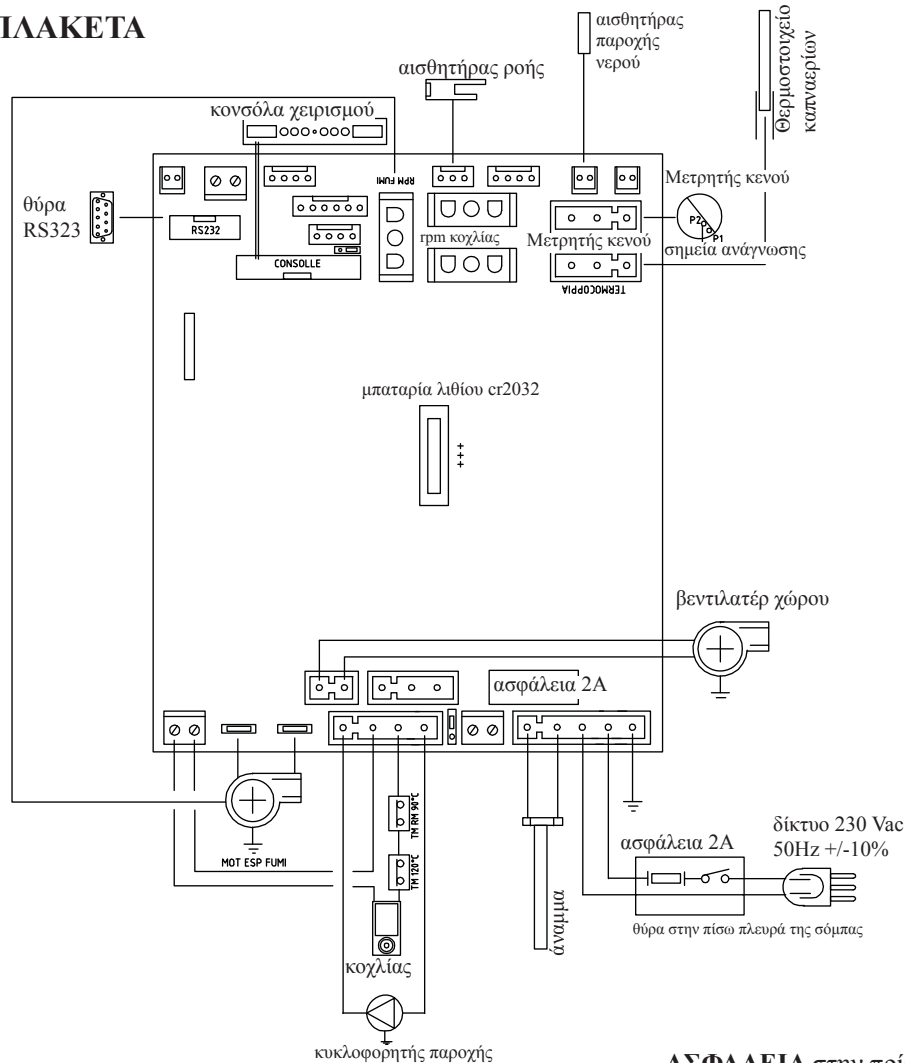 ΠΛΑΚΕΤΑ
αισθητήρας
παροχής
νερού
Θερμοστοιχείο
καπναερίων
αισθητήρας ροής
κονσόλα χειρισμού
RPM FUMI
Μετρητής κενού
θύρα
RS323
RS232
P2
P1
rpm κοχλίας
Μετρητής κενού
σημεία ανάγνωσης
CONSOLLE
TERMOCOPPIA
μπαταρία λιθίου cr2032
+++
βεντιλατέρ χώρου
ασφάλεια 2A
TM RM 90°C
MOT ESP FUMI
TM 120°C
ασφάλεια 2A
δίκτυο 230 Vac
50Hz +/-10%
άναμμα
θύρα στην πίσω πλευρά της σόμπας
κοχλίας
κυκλοφορητής παροχής
ΑΣΦΑΛΕΙΑ στην πρί